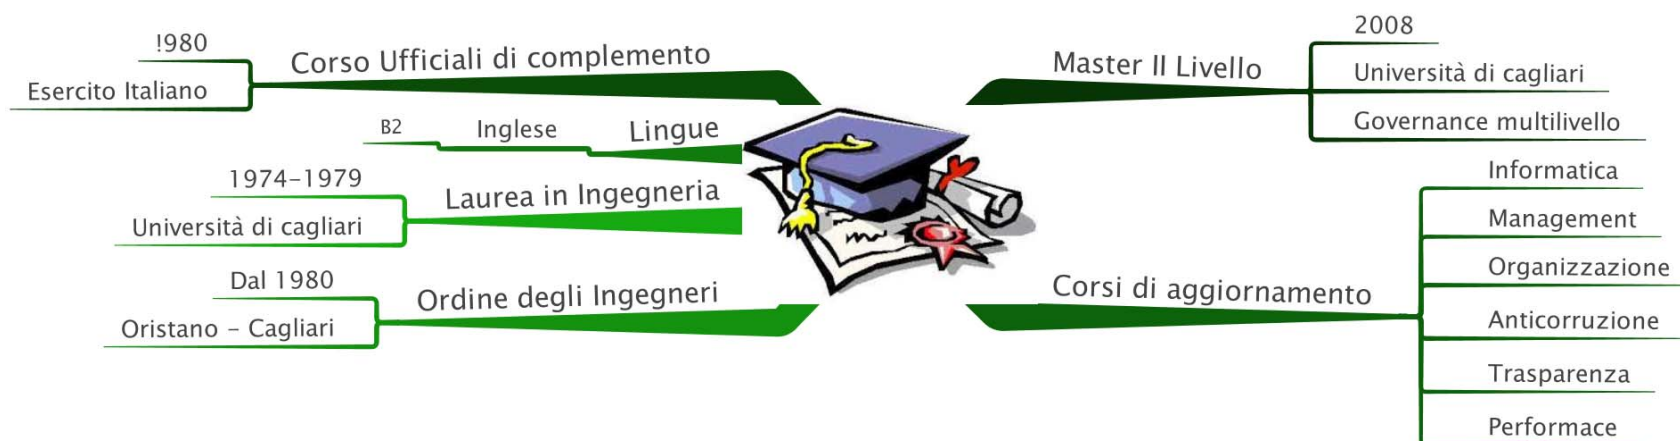 !980
Esercito Italiano
Corso Ufficiali di complemento
B2
Inglese
Lingue
1974-1979
Università di cagliari
Laurea in Ingegneria
Dal 1980
Oristano - Cagliari
Ordine degli Ingegneri
Master II Livello
2008
Università di cagliari
Governance multilivello
Corsi di aggiornamento
Informatica
Management
Organizzazione
Anticorruzione
Trasparenza
Performace